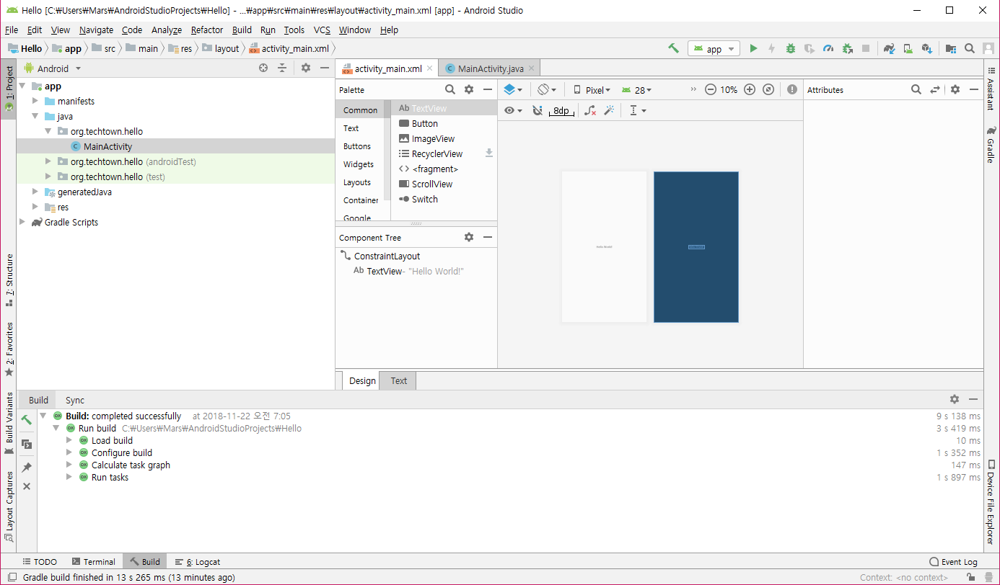 Hello [C:₩Users₩Mars₩AndroidStudioProjects₩Hello] - ...₩app₩src₩main₩res₩layout₩activity_main.xml [app] - Android Studio
File Edit View Navigate Code Analyze Refactor Build Run Tools VCS Window Help
Hello app src main res layout activity_main.xml
app
1: Project
7: Structure
2: Favorites
Build Variants
Layout Captures
Android
app
manifests
java
org.techtown.hello
MainActivity
org.techtown.hello (androidTest)
org.techtown.hello (test)
generatedJava
res
Gradle Scripts
activity_main.xml
MainActivity.java
Palette
Common
Text
Buttons
Widgets
Layouts
Container
Google
Ab TextView
Button
ImageView
RecyclerView
<fragment>
ScrollView
Switch
Component Tree
ConstraintLayout
Ab TextView- "Hello World!"
Pixel
28
10%
8dp
Hello World!
Attributes
Design Text
Assistant
Gradle
Device File Explorer
Build Sync
OK Build: completed successfully at 2018-11-22 오전 7:05 9 s 138 ms
OK Run build C:₩Users₩Mars₩AndroidStudioProjects₩Hello 3 s 419 ms
OK Load build 10 ms
OK Configure build 1 s 352 ms
OK Calculate task graph 147 ms
OK Run tasks 1 s 897 ms
TODO Terminal Build 6: Logcat Event Log
Gradle build finished in 13 s 265 ms (13 minutes ago) Context: <no context>